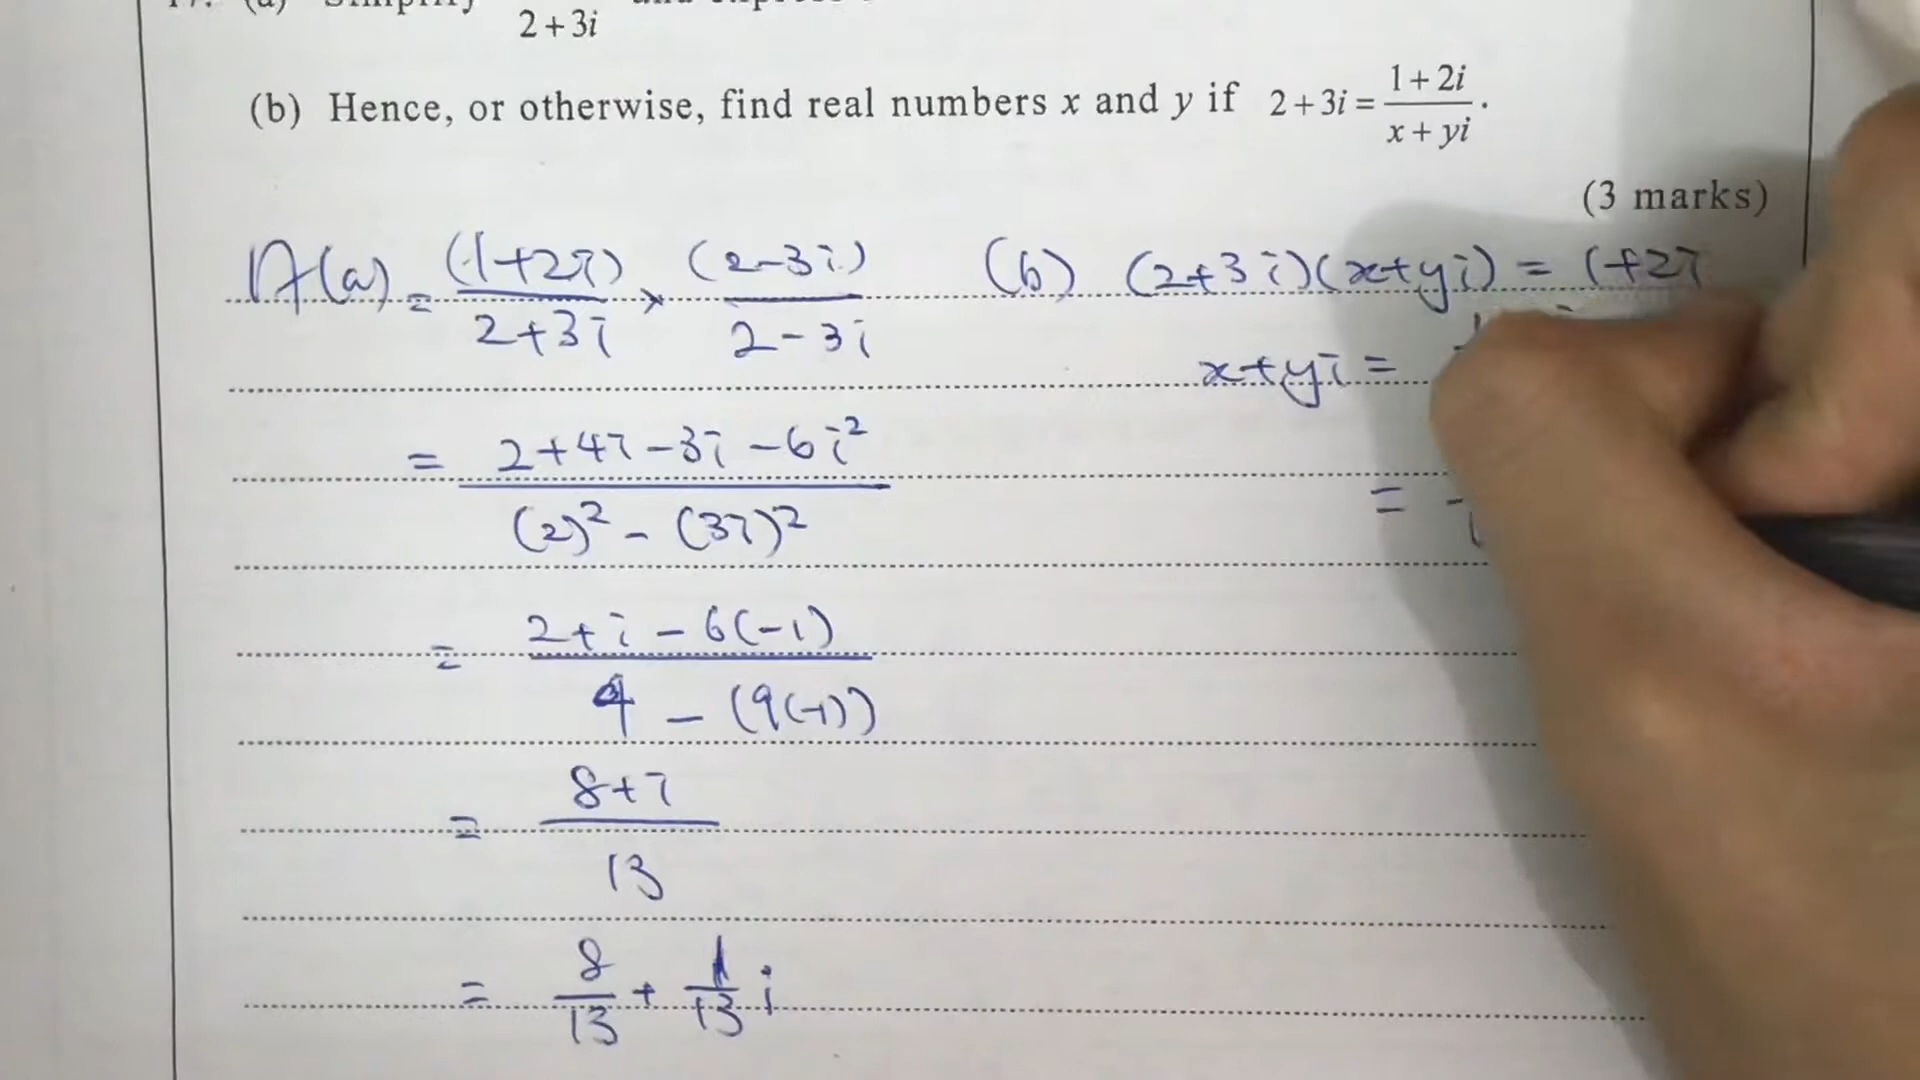 17. (a) Simplify
2+3i
(b) Hence, or otherwise, find real numbers x and y if 2+3i = (1+2i)/(x+yi).
(3 marks)
17(a) = (1+2i)/(2+3i) × (2-3i)/(2-3i)
= (2+4i-3i-6i²)/((2)²-(3i)²)
= (2+i-6(-1))/(4-(9(-1)))
= (8+i)/13
= 8/13 + 1/13 i
(b) (2+3i)(x+yi) = 1+2i
x+yi =
=